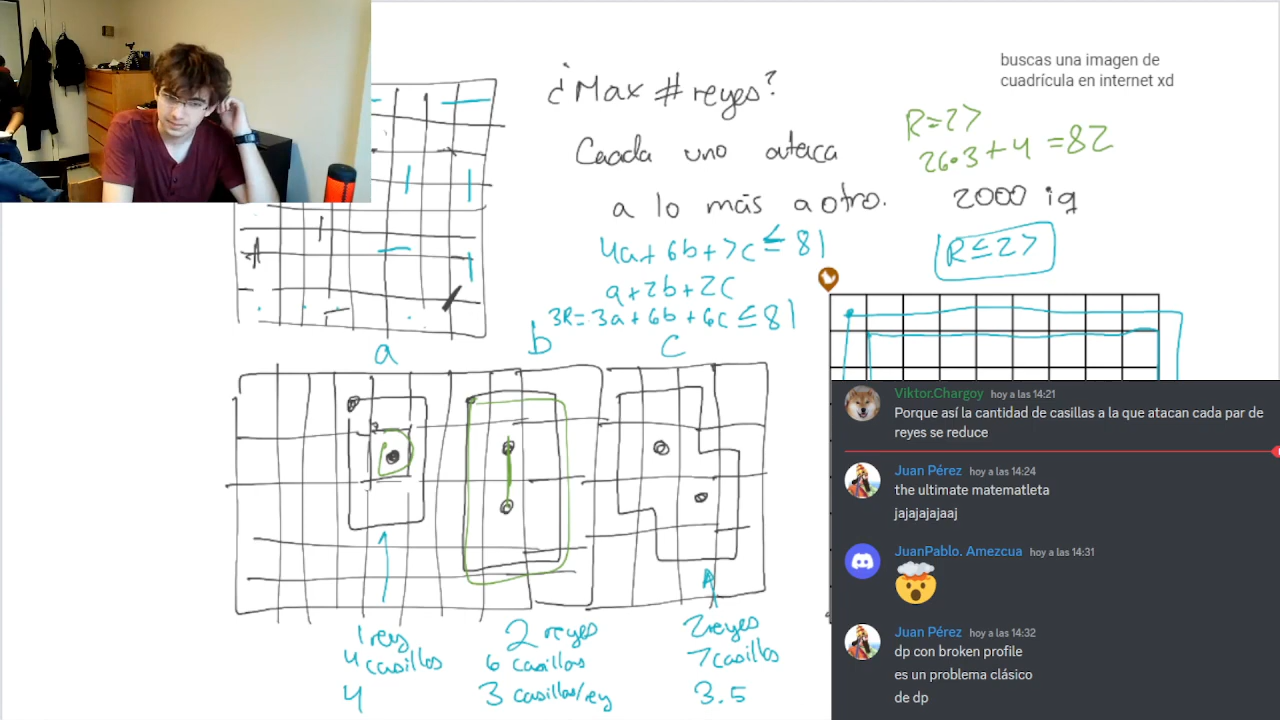 ¿Max # reyes?
Caada uno ataca
a lo más a otro.
4a + 6b + 7c ≤ 81
a + 2b + 2c
3R = 3a + 6b + 6c ≤ 81
buscas una imagen de
cuadrícula en internet xd
R = 27
26·3 + 4 = 82
2000 iq
R ≤ 27
a
b
c
1 rey
4 casillas
4
2 reyes
6 casillas
3 casillas/rey
2 reyes
7 casillas
3.5
Viktor.Chargoy hoy a las 14:21
Porque así la cantidad de casillas a la que atacan cada par de
reyes se reduce
Juan Pérez hoy a las 14:24
the ultimate matematleta
jajajajajaaj
JuanPablo. Amezcua hoy a las 14:31
Juan Pérez hoy a las 14:32
dp con broken profile
es un problema clásico
de dp